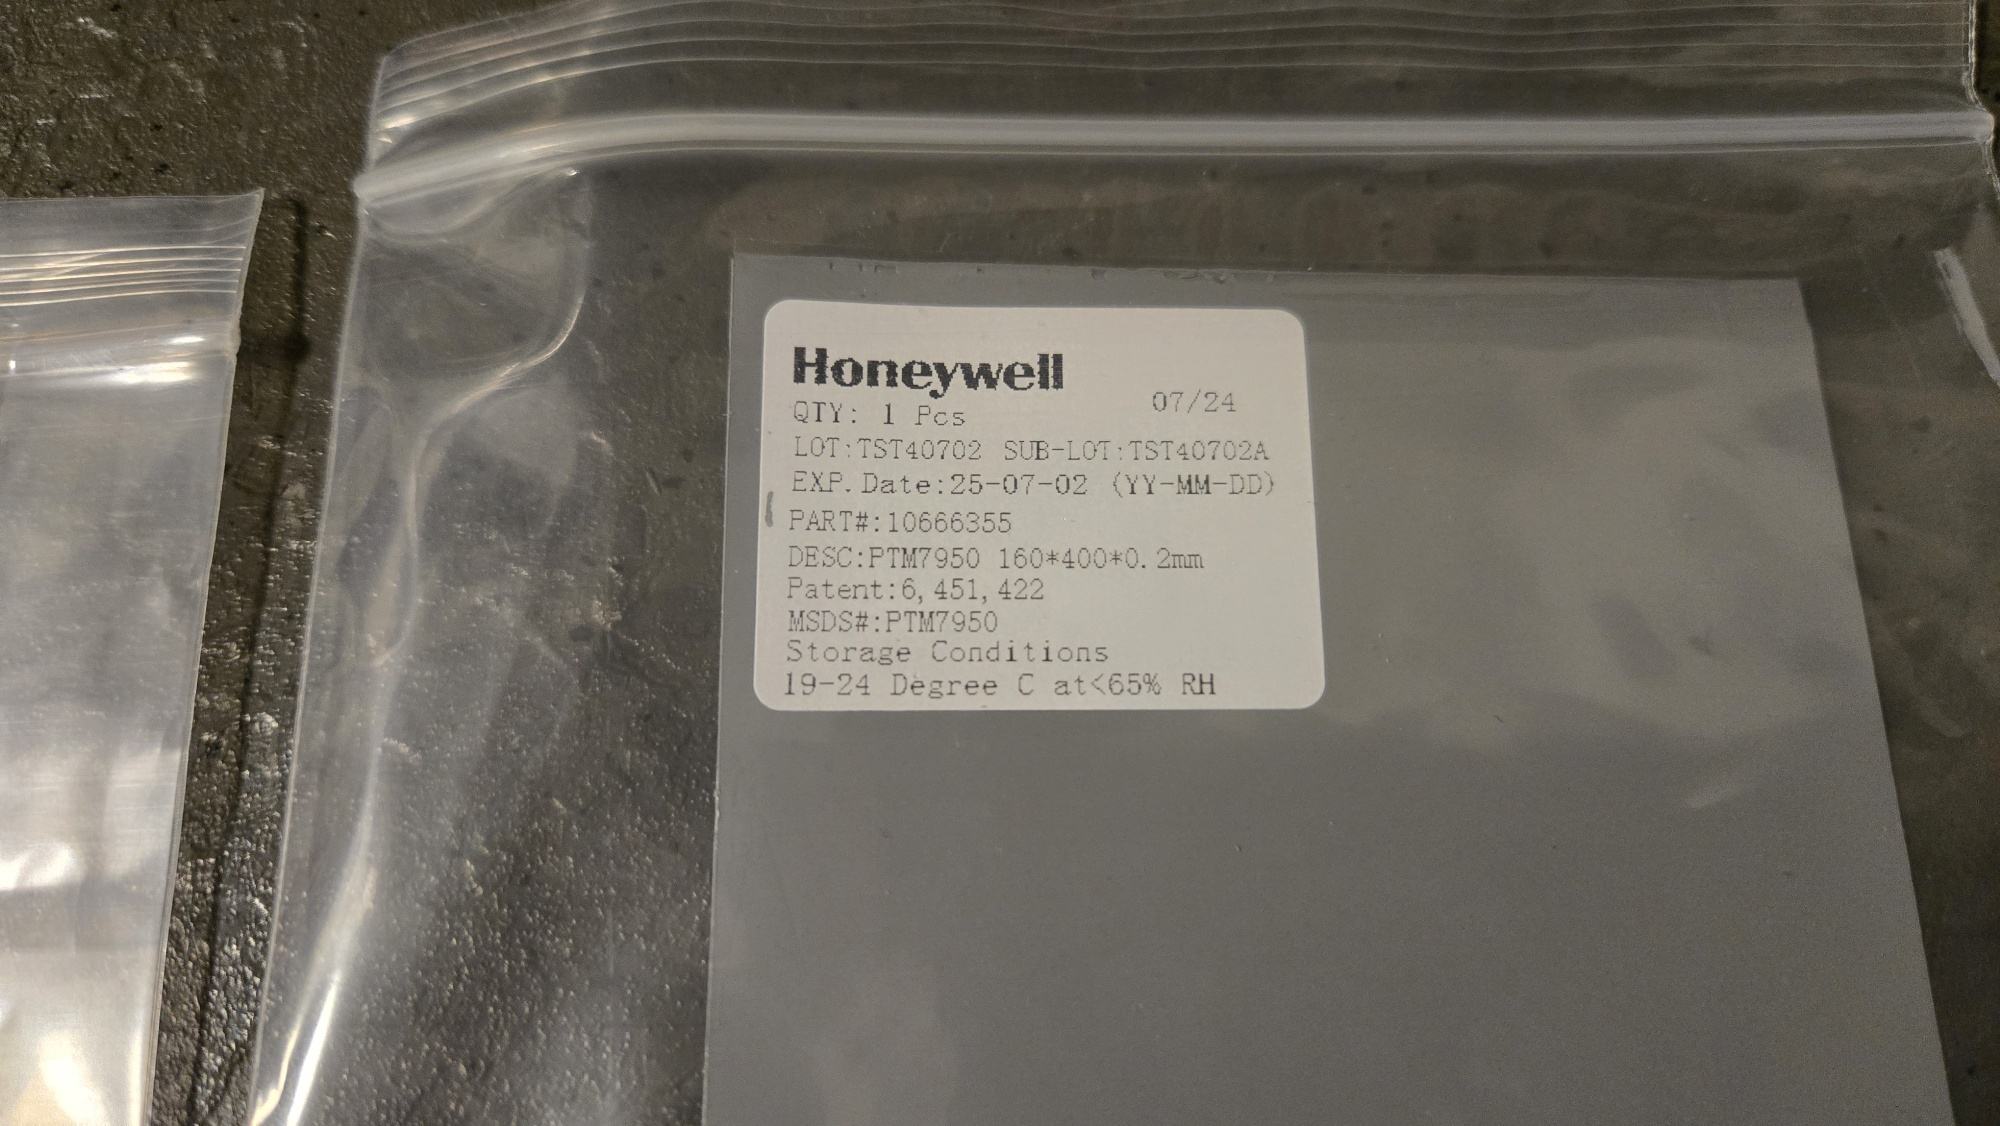 Honeywell
QTY: 1 Pcs 07/24
LOT:TST40702 SUB-LOT:TST40702A
EXP.Date:25-07-02 (YY-MM-DD)
PART#:10666355
DESC:PTM7950 160*400*0.2mm
Patent:6,451,422
MSDS#:PTM7950
Storage Conditions
19-24 Degree C at<65% RH